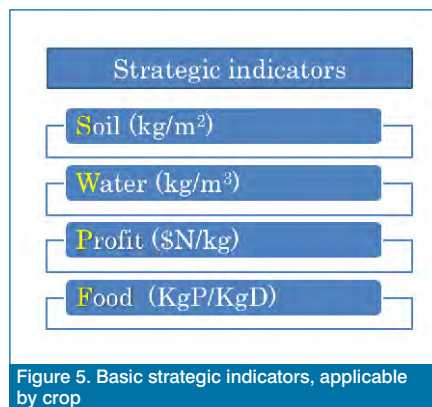 Strategic indicators
Soil (kg/m²)
Water (kg/m³)
Profit ($N/kg)
Food (KgP/KgD)
Figure 5. Basic strategic indicators, applicable
by crop